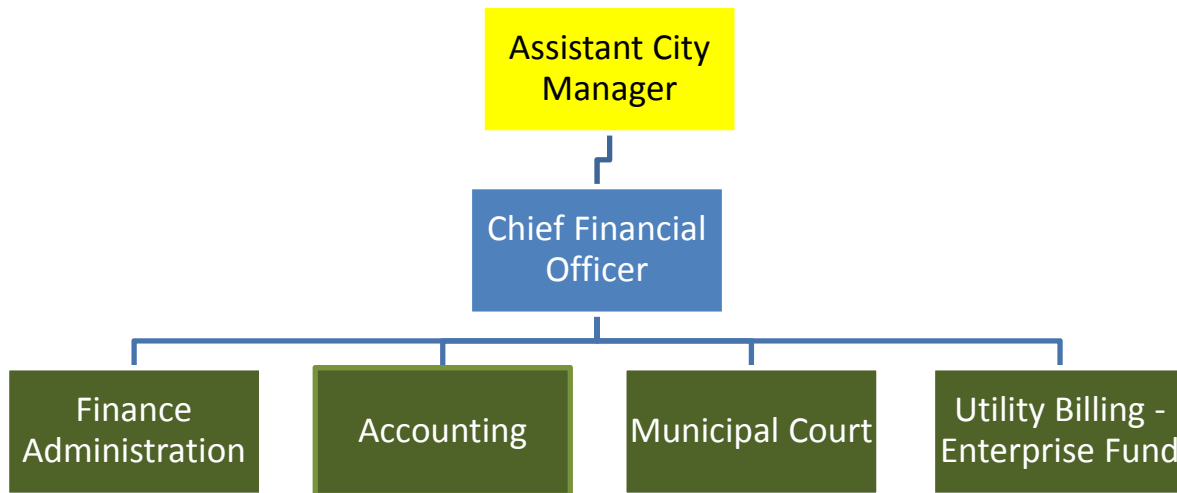 Assistant City
Manager
Chief Financial
Officer
Finance
Administration
Accounting
Municipal Court
Utility Billing -
Enterprise Fund